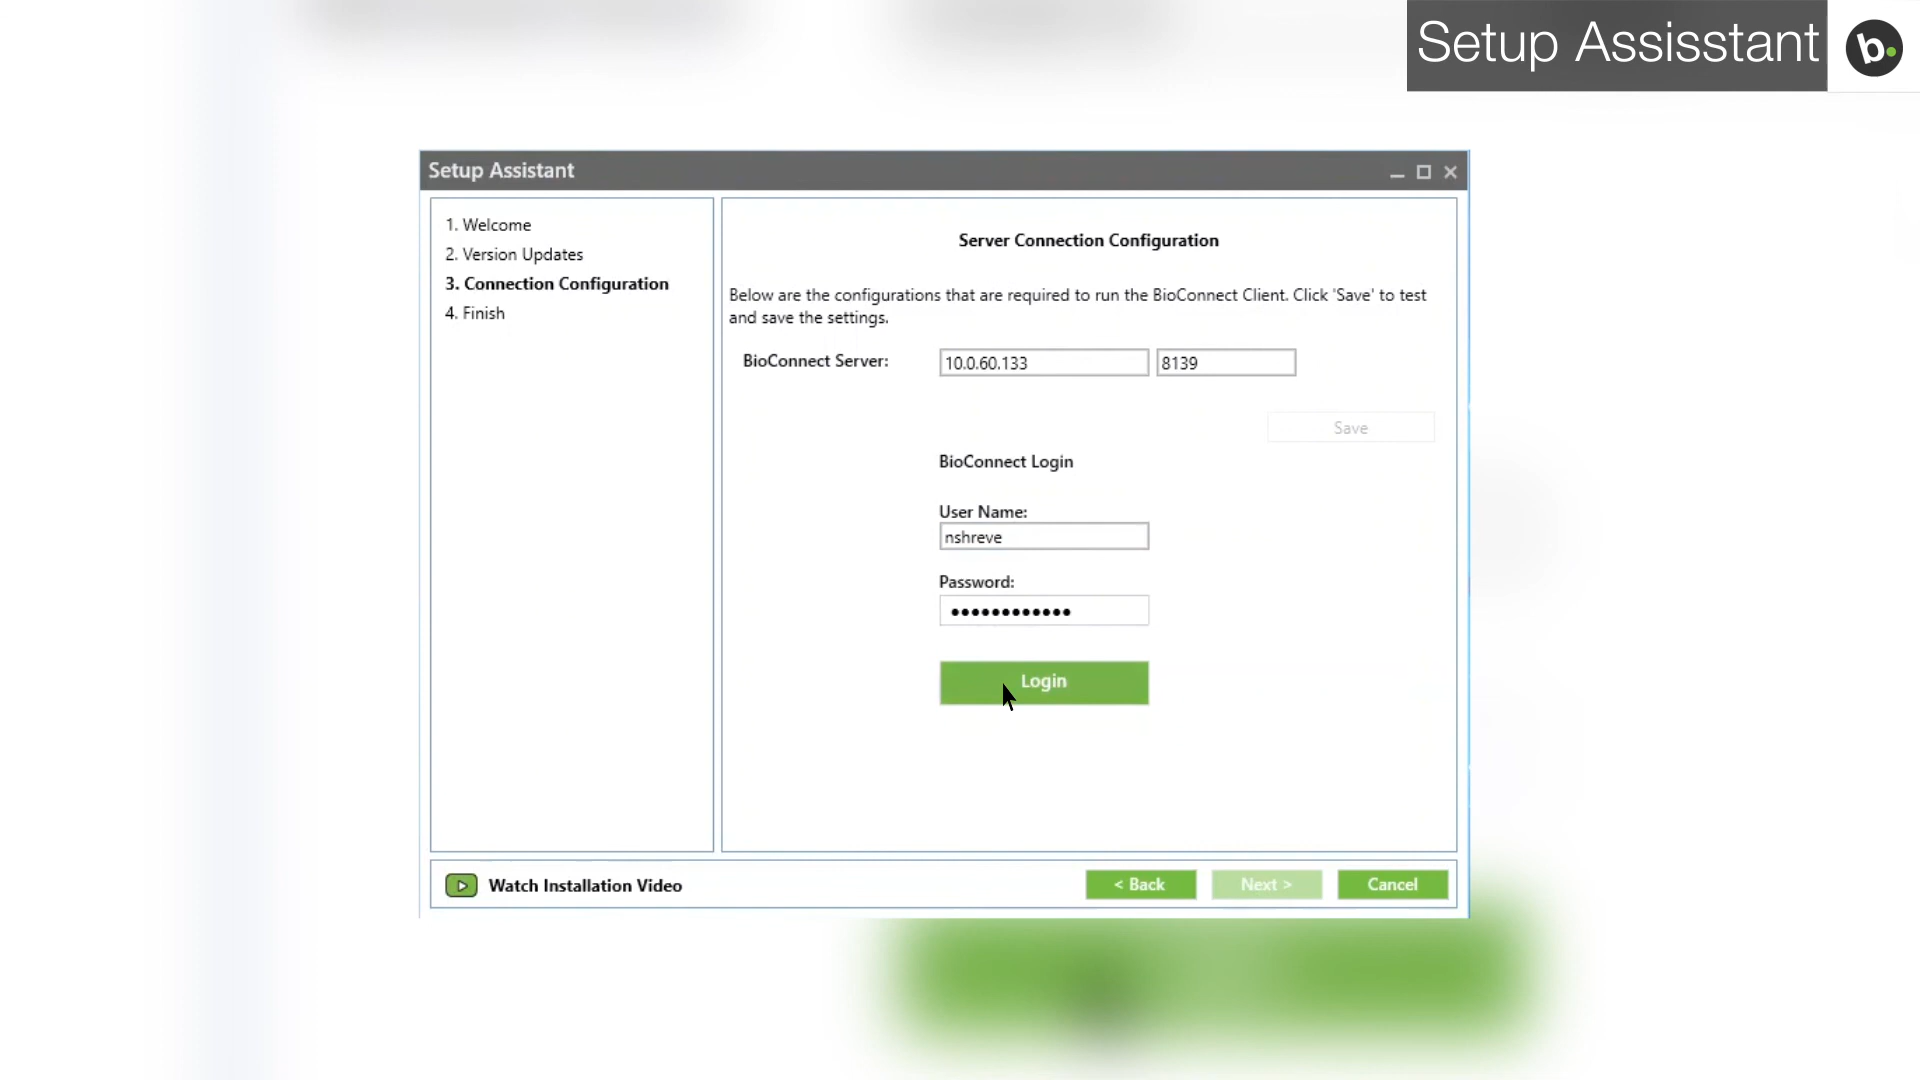 Setup Assisstant
b.
Setup Assistant
1. Welcome
2. Version Updates
3. Connection Configuration
4. Finish
Server Connection Configuration
Below are the configurations that are required to run the BioConnect Client. Click 'Save' to test
and save the settings.
BioConnect Server:
10.0.60.133
8139
Save
BioConnect Login
User Name:
nshreve
Password:
●●●●●●●●●●●●
Login
Watch Installation Video
< Back
Next >
Cancel